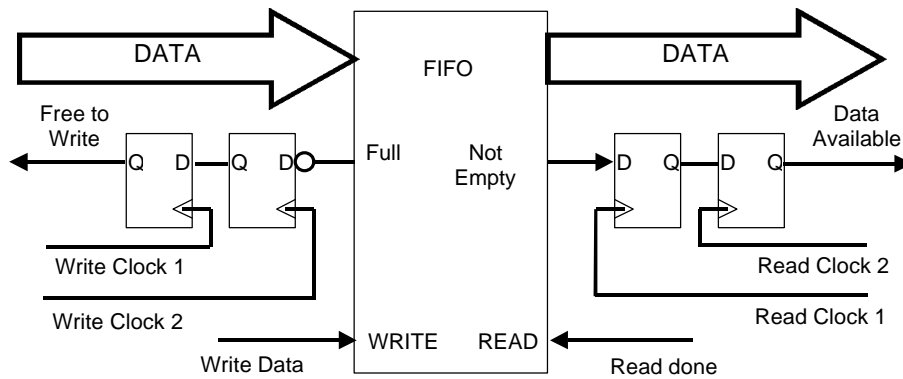 DATA
DATA
FIFO
Free to
Write
Data
Available
Q
D
Q
D
Full
Not
Empty
D
Q
D
Q
Write Clock 1
Read Clock 2
Write Clock 2
Read Clock 1
WRITE
READ
Write Data
Read done